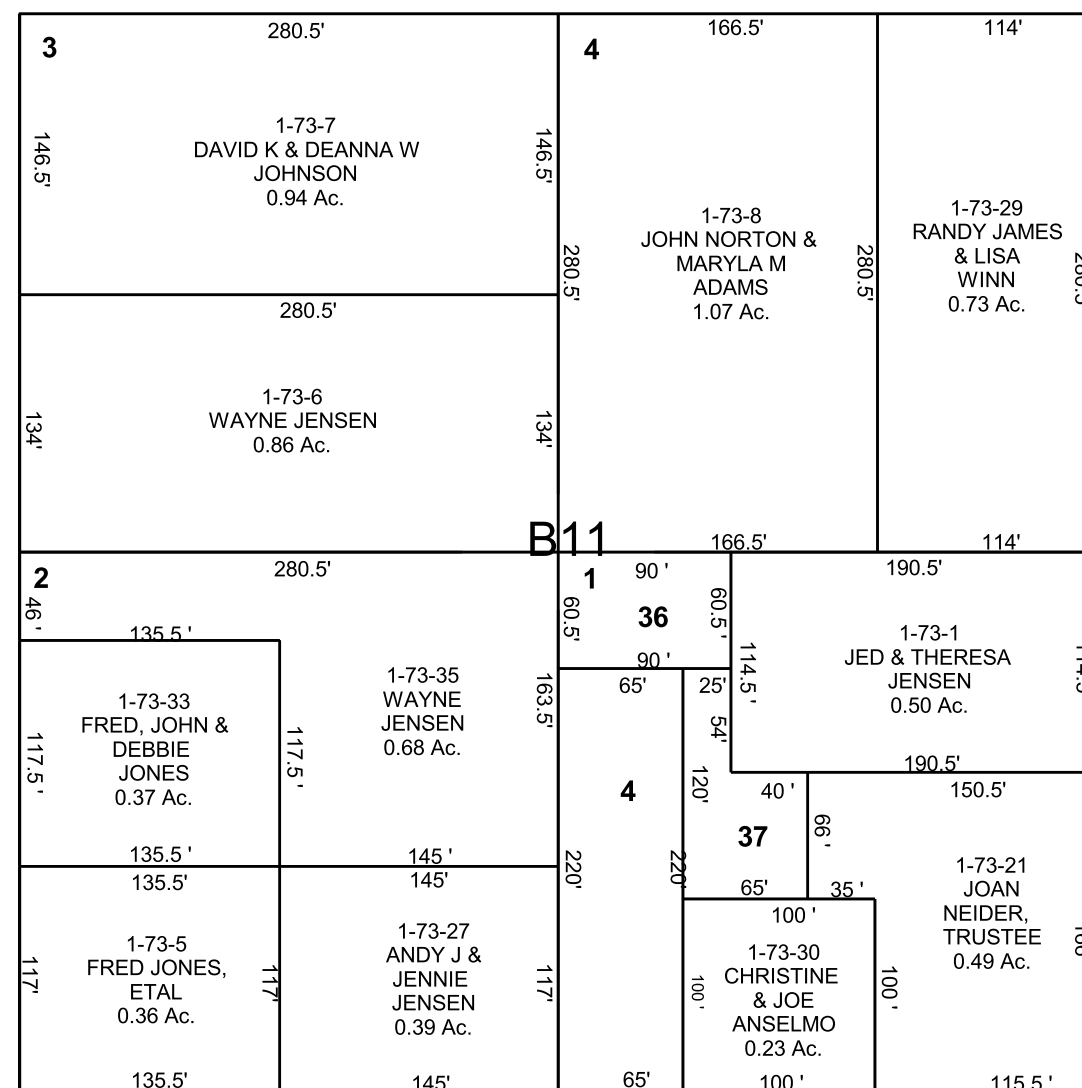 280.5'
166.5'
114'
3
4
146.5'
1-73-7
DAVID K & DEANNA W
JOHNSON
0.94 Ac.
146.5'
280.5'
1-73-8
JOHN NORTON &
MARYLA M
ADAMS
1.07 Ac.
280.5'
1-73-29
RANDY JAMES
& LISA
WINN
0.73 Ac.
280.5'
134'
1-73-6
WAYNE JENSEN
0.86 Ac.
134'
B11
166.5'
114'
2
280.5'
46 '
135.5 '
1
90 '
60.5'
36
60.5 '
90 '
190.5'
114.5 '
1-73-1
JED & THERESA
JENSEN
0.50 Ac.
190.5'
117.5 '
1-73-33
FRED, JOHN &
DEBBIE
JONES
0.37 Ac.
117.5 '
135.5 '
1-73-35
WAYNE
JENSEN
0.68 Ac.
163.5'
145 '
65'
25'
54'
4
120'
40 '
37
66 '
220'
220'
65'
35 '
150.5'
1-73-21
JOAN
NEIDER,
TRUSTEE
0.49 Ac.
135.5'
117'
1-73-5
FRED JONES,
ETAL
0.36 Ac.
117'
135.5'
145'
1-73-27
ANDY J &
JENNIE
JENSEN
0.39 Ac.
117'
145'
65'
100 '
100 '
1-73-30
CHRISTINE
& JOE
ANSELMO
0.23 Ac.
100 '
100 '
115.5 '